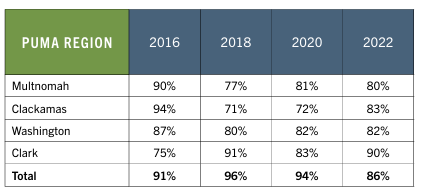 PUMA REGION 2016 2018 2020 2022
Multnomah 90% 77% 81% 80%
Clackamas 94% 71% 72% 83%
Washington 87% 80% 82% 82%
Clark 75% 91% 83% 90%
Total 91% 96% 94% 86%